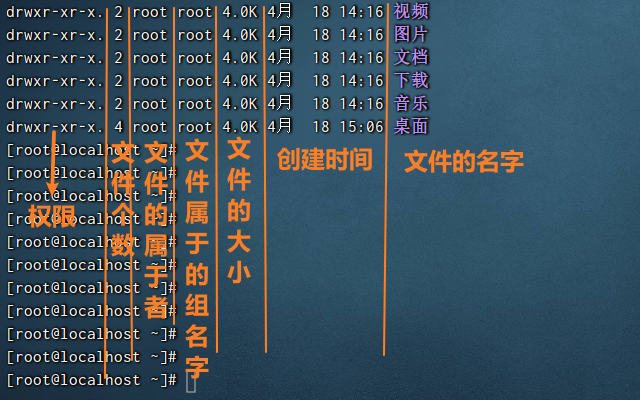 drwxr-xr-x. 2 root root 4.0K 4月  18 14:16 视频
drwxr-xr-x. 2 root root 4.0K 4月  18 14:16 图片
drwxr-xr-x. 2 root root 4.0K 4月  18 14:16 文档
drwxr-xr-x. 2 root root 4.0K 4月  18 14:16 下载
drwxr-xr-x. 2 root root 4.0K 4月  18 14:16 音乐
drwxr-xr-x. 4 root root 4.0K 4月  18 15:06 桌面
[root@localhost ~]#
[root@localhost ~]#
[root@localhost ~]#
[root@localhost ~]#
[root@localhost ~]#
[root@localhost ~]#
[root@localhost ~]#
[root@localhost ~]#
[root@localhost ~]#
[root@localhost ~]#
[root@localhost ~]#
权限
文件个数
文件的属于者
文件属于的组名字
文件的大小
创建时间
文件的名字